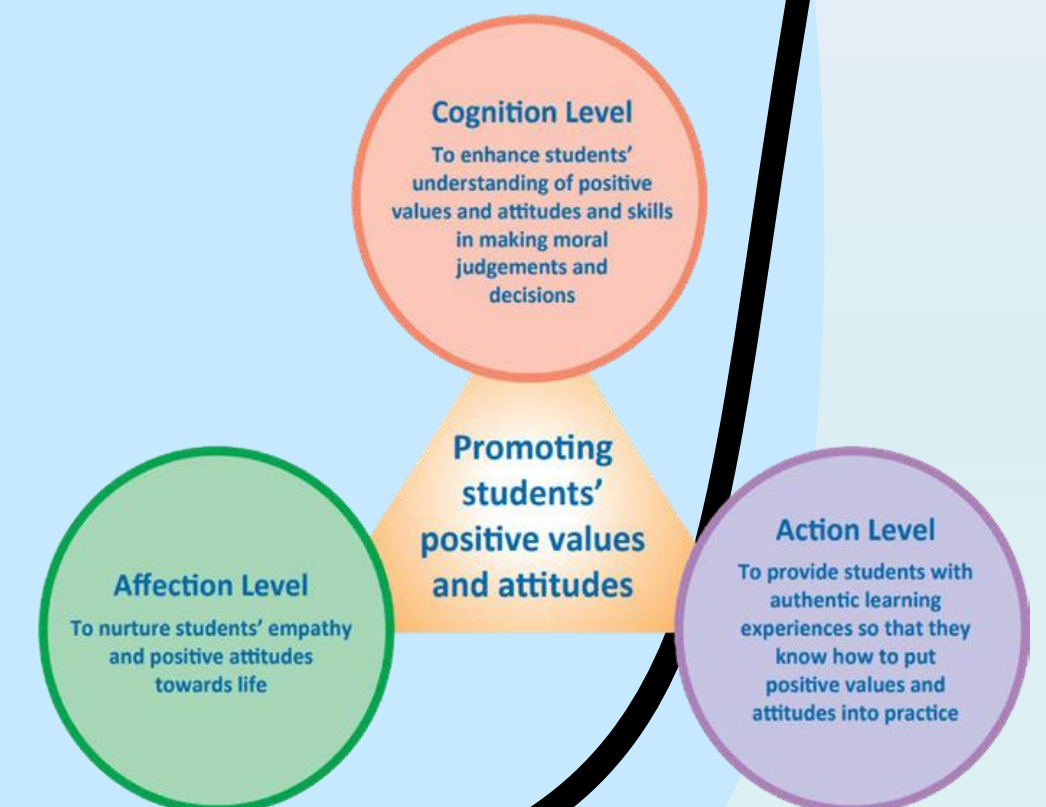 Cognition Level
To enhance students’
understanding of positive
values and attitudes and skills
in making moral
judgements and
decisions
Promoting
students’
positive values
and attitudes
Affection Level
To nurture students’ empathy
and positive attitudes
towards life
Action Level
To provide students with
authentic learning
experiences so that they
know how to put
positive values and
attitudes into practice